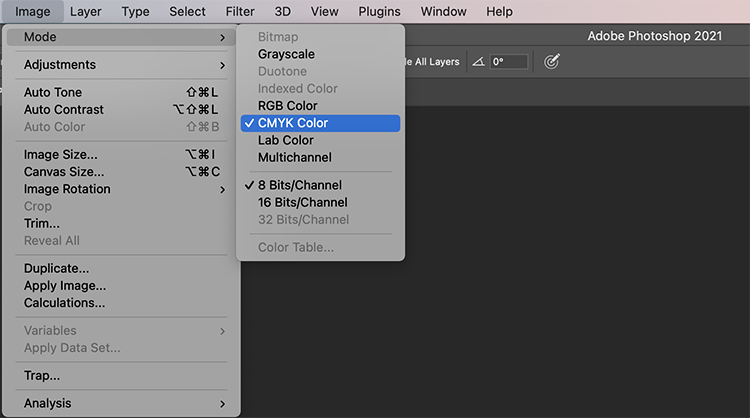 Image Layer Type Select Filter 3D View Plugins Window Help
Adobe Photoshop 2021
All Layers 0°
Mode >
Adjustments >
Auto Tone ⇧⌘L
Auto Contrast ⌥⇧⌘L
Auto Color ⇧⌘B
Image Size... ⌥⌘I
Canvas Size... ⌥⌘C
Image Rotation >
Crop
Trim...
Reveal All
Duplicate...
Apply Image...
Calculations...
Variables >
Apply Data Set...
Trap...
Analysis >
Bitmap
Grayscale
Duotone
Indexed Color
RGB Color
✓ CMYK Color
Lab Color
Multichannel
✓ 8 Bits/Channel
16 Bits/Channel
32 Bits/Channel
Color Table...